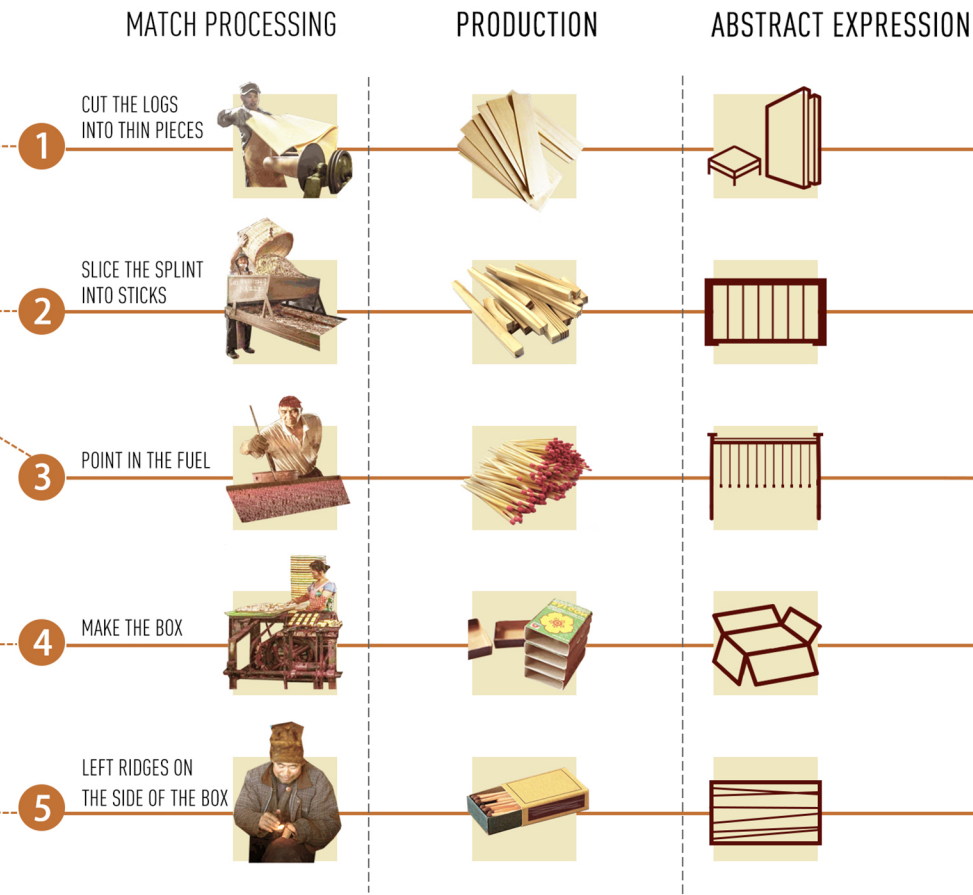 MATCH PROCESSING
PRODUCTION
ABSTRACT EXPRESSION
1
CUT THE LOGS
INTO THIN PIECES
2
SLICE THE SPLINT
INTO STICKS
3
POINT IN THE FUEL
4
MAKE THE BOX
5
LEFT RIDGES ON
THE SIDE OF THE BOX